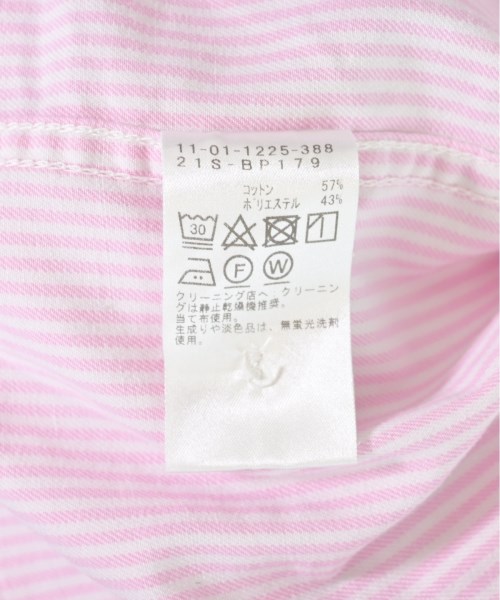 11-01-1225-388
21S-BP179
コットン 57%
ポリエステル 43%
30
F W
クリーニング店へ クリーニン
グは静止乾燥機推奨。
当て布使用。
生成りや淡色品は、無蛍光洗剤
使用。